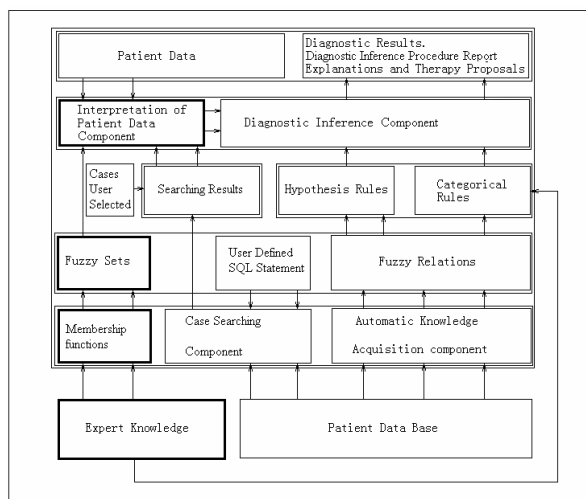 Patient Data
Diagnostic Results.
Diagnostic Inference Procedure Report
Explanations and Therapy Proposals
Interpretation of
Patient Data
Component
Diagnostic Inference Component
Cases
User
Selected
Searching Results
Hypothesis Rules
Categorical
Rules
Fuzzy Sets
User Defined
SQL Statement
Fuzzy Relations
Membership
functions
Case Searching
Component
Automatic Knowledge
Acquisition component
Expert Knowledge
Patient Data Base